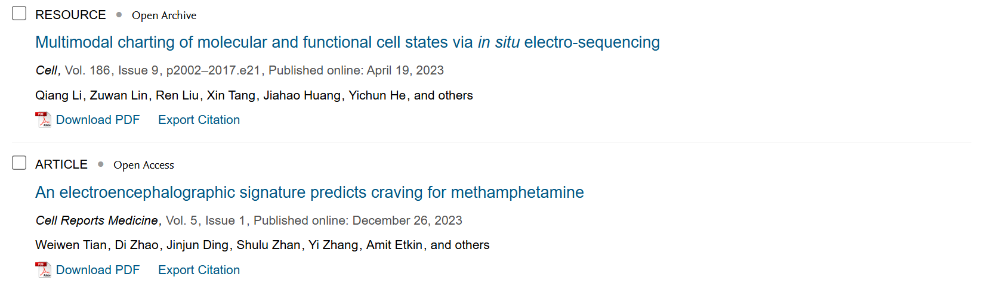 RESOURCE • Open Archive
Multimodal charting of molecular and functional cell states via in situ electro-sequencing
Cell, Vol. 186, Issue 9, p2002–2017.e21, Published online: April 19, 2023
Qiang Li, Zuwan Lin, Ren Liu, Xin Tang, Jiahao Huang, Yichun He, and others
PDF Adobe Download PDF Export Citation
ARTICLE • Open Access
An electroencephalographic signature predicts craving for methamphetamine
Cell Reports Medicine, Vol. 5, Issue 1, Published online: December 26, 2023
Weiwen Tian, Di Zhao, Jinjun Ding, Shulu Zhan, Yi Zhang, Amit Etkin, and others
PDF Adobe Download PDF Export Citation